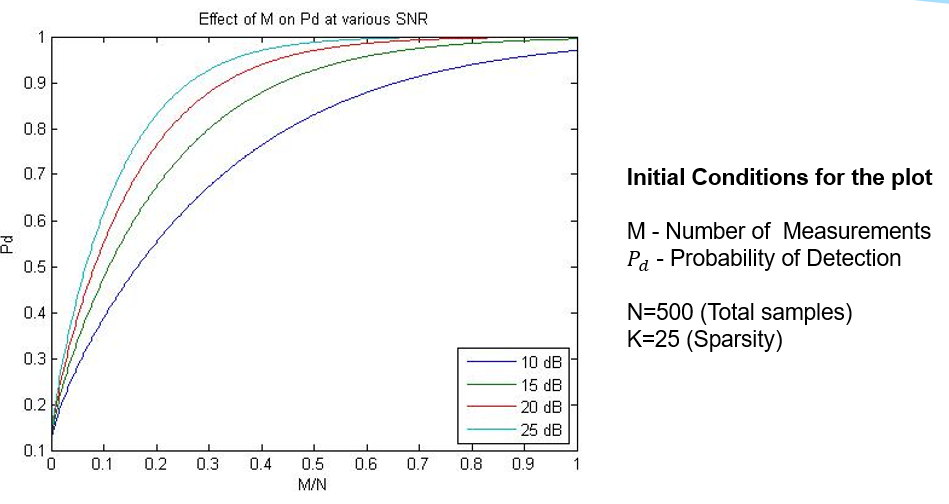 Effect of M on Pd at various SNR
1
0.9
0.8
0.7
0.6
0.5
0.4
0.3
0.2
0.1
Pd
0 0.1 0.2 0.3 0.4 0.5 0.6 0.7 0.3 0.9 1
M/N
10 dB
15 dB
20 dB
25 dB
Initial Conditions for the plot
M - Number of Measurements
𝑃𝑑 - Probability of Detection
N=500 (Total samples)
K=25 (Sparsity)